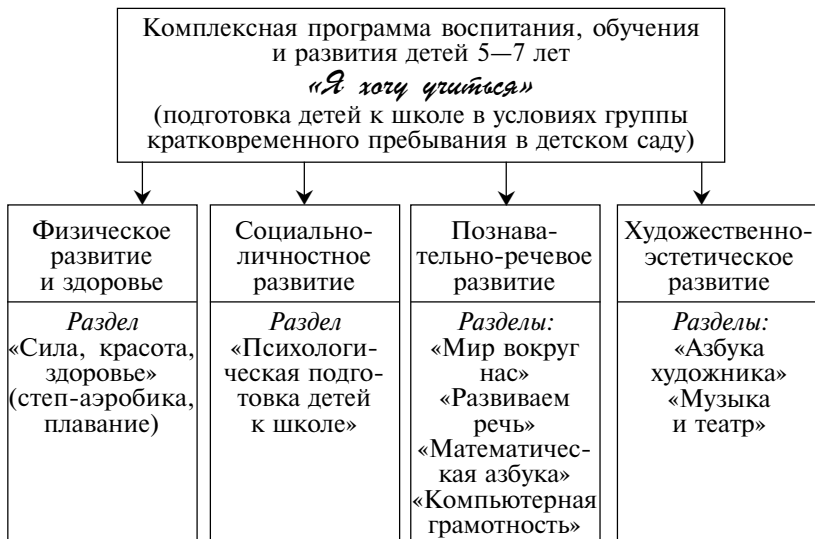 Комплексная программа воспитания, обучения
и развития детей 5—7 лет
«Я хочу учиться»
(подготовка детей к школе в условиях группы
кратковременного пребывания в детском саду)
Физическое
развитие
и здоровье
Раздел
«Сила, красота,
здоровье»
(степ-аэробика,
плавание)
Социально-
личностное
развитие
Раздел
«Психологи-
ческая подго-
товка детей
к школе»
Познава-
тельно-речевое
развитие
Разделы:
«Мир вокруг
нас»
«Развиваем
речь»
«Математичес-
кая азбука»
«Компьютерная
грамотность»
Художественно-
эстетическое
развитие
Разделы:
«Азбука
художника»
«Музыка
и театр»